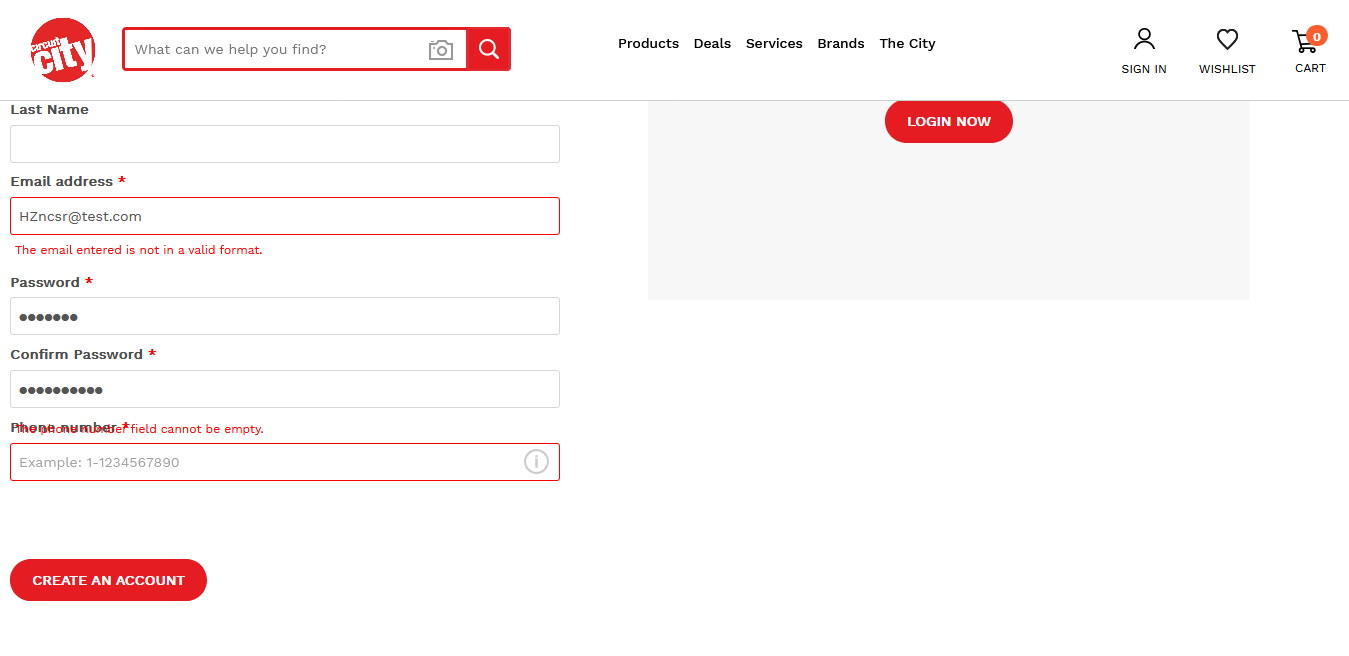 circuit city
What can we help you find?
Products Deals Services Brands The City
SIGN IN WISHLIST 0 CART
Last Name
LOGIN NOW
Email address *
HZncsr@test.com
The email entered is not in a valid format.
Password *
●●●●●●●
Confirm Password *
●●●●●●●●●●
Phone number *
The phone number field cannot be empty.
Example: 1-1234567890
CREATE AN ACCOUNT